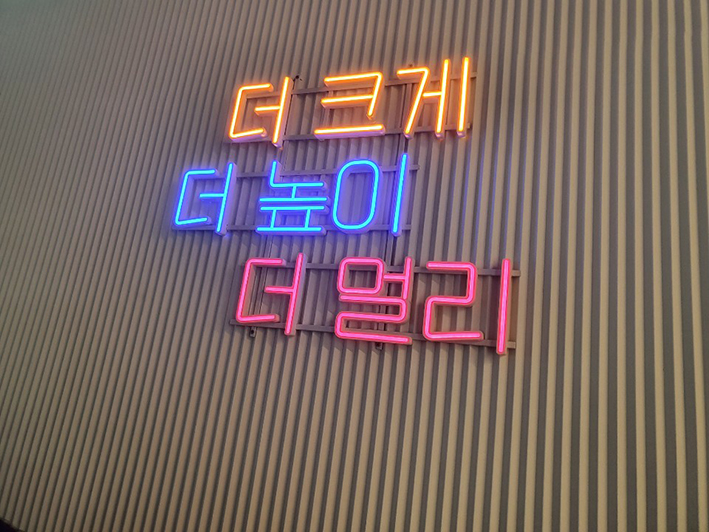 더 크게
더 높이
더 멀리